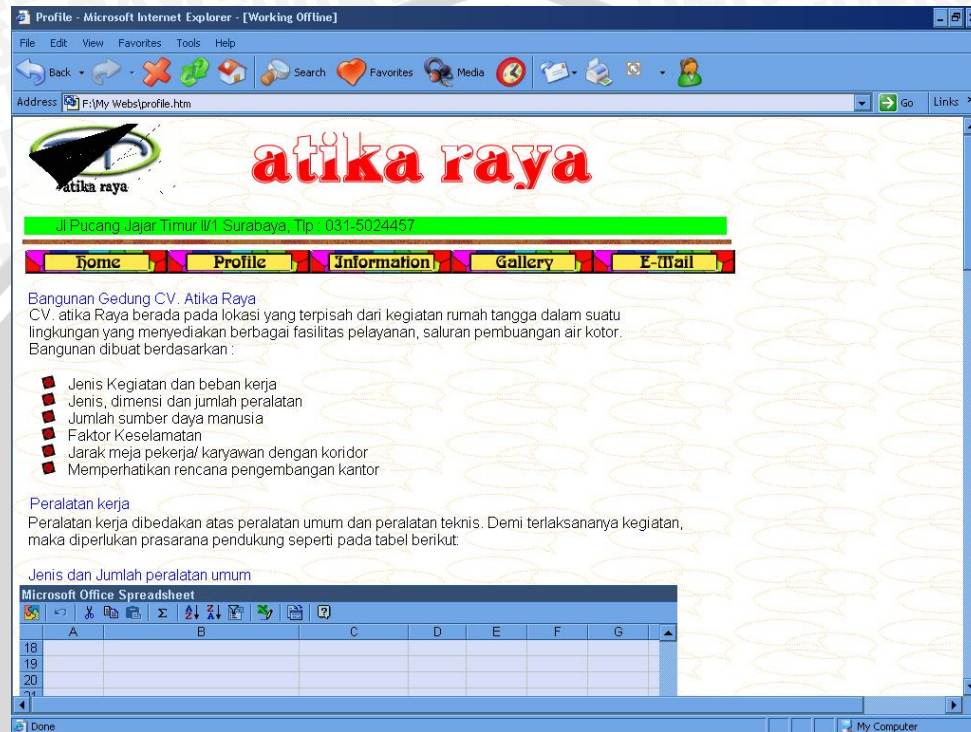 Profile - Microsoft Internet Explorer - [Working Offline]
File Edit View Favorites Tools Help
Back Search Favorites Media
Address F:\My Webs\profile.htm Go Links
atika raya
atika raya
Jl Pucang Jajar Timur II/1 Surabaya, Tlp : 031-5024457
Home Profile Information Gallery E-Mail
Bangunan Gedung CV. Atika Raya
CV. atika Raya berada pada lokasi yang terpisah dari kegiatan rumah tangga dalam suatu
lingkungan yang menyediakan berbagai fasilitas pelayanan, saluran pembuangan air kotor.
Bangunan dibuat berdasarkan :
Jenis Kegiatan dan beban kerja
Jenis, dimensi dan jumlah peralatan
Jumlah sumber daya manusia
Faktor Keselamatan
Jarak meja pekerja/ karyawan dengan koridor
Memperhatikan rencana pengembangan kantor
Peralatan kerja
Peralatan kerja dibedakan atas peralatan umum dan peralatan teknis. Demi terlaksananya kegiatan,
maka diperlukan prasarana pendukung seperti pada tabel berikut:
Jenis dan Jumlah peralatan umum
Microsoft Office Spreadsheet
A B C D E F G
18
19
20
21
Done My Computer